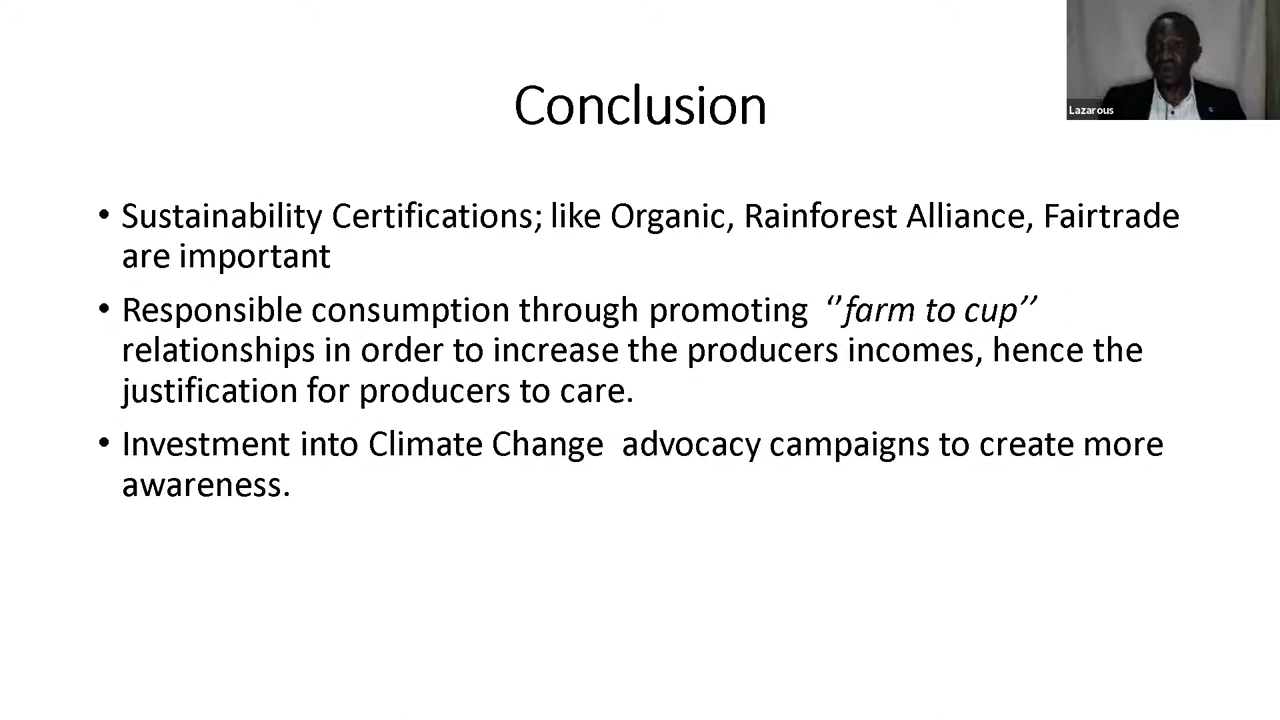 Lazarous
Conclusion
• Sustainability Certifications; like Organic, Rainforest Alliance, Fairtrade
are important
• Responsible consumption through promoting ‘’farm to cup’’
relationships in order to increase the producers incomes, hence the
justification for producers to care.
• Investment into Climate Change advocacy campaigns to create more
awareness.